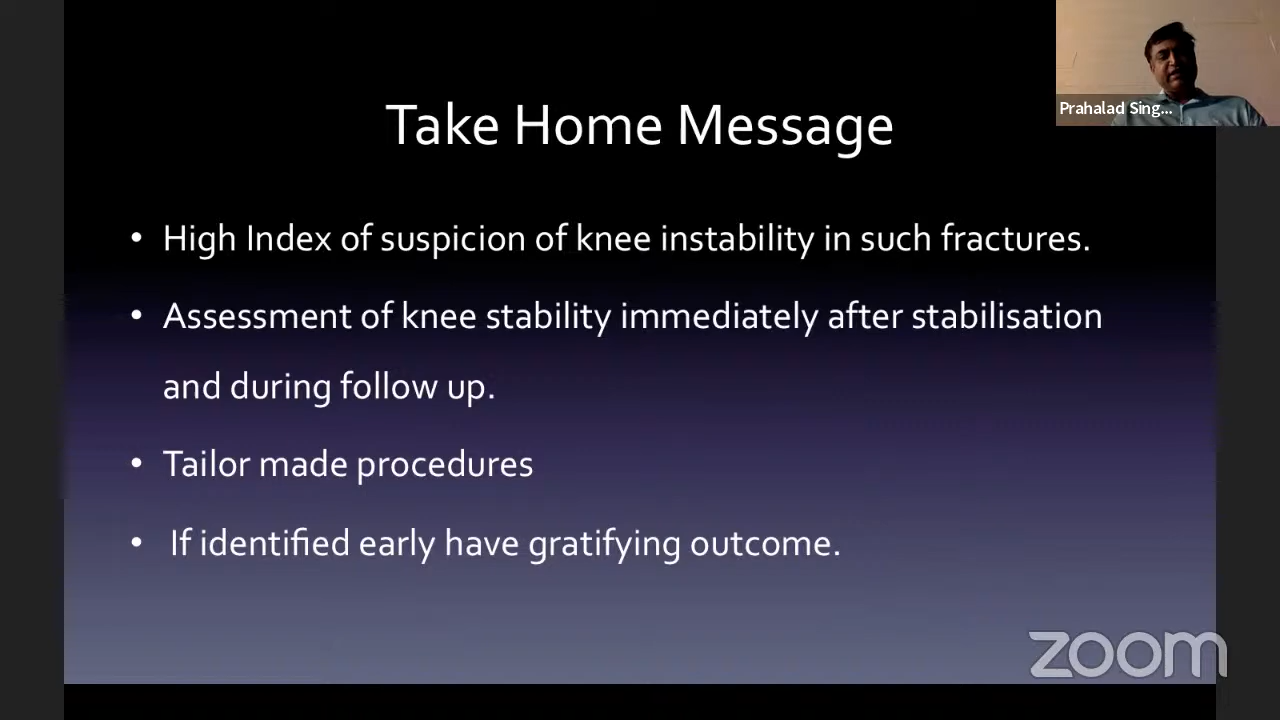 Prahalad Sing...
Take Home Message
• High Index of suspicion of knee instability in such fractures.
• Assessment of knee stability immediately after stabilisation
and during follow up.
• Tailor made procedures
• If identified early have gratifying outcome.
zoom